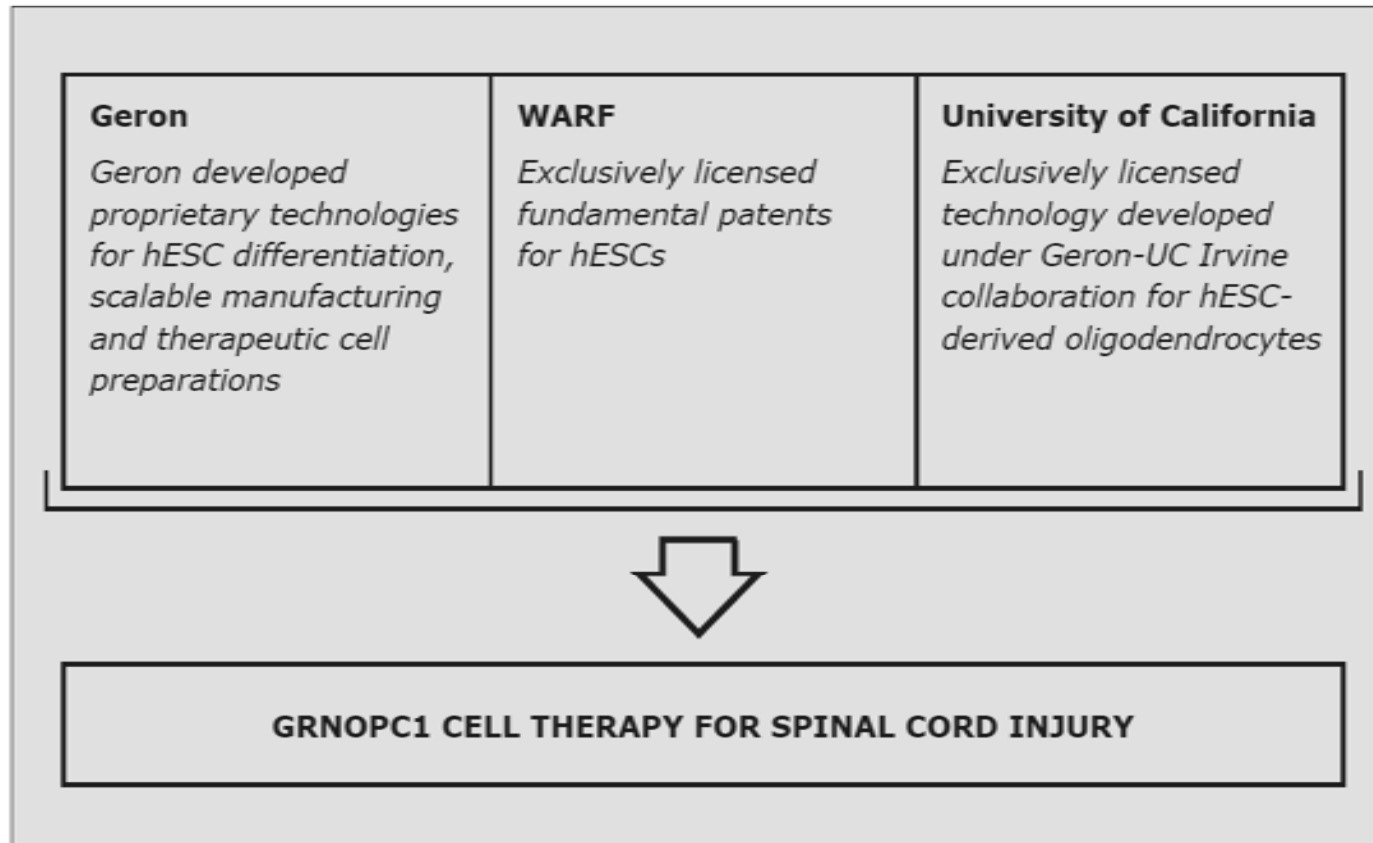 Geron
Geron developed
proprietary technologies
for hESC differentiation,
scalable manufacturing
and therapeutic cell
preparations
WARF
Exclusively licensed
fundamental patents
for hESCs
University of California
Exclusively licensed
technology developed
under Geron-UC Irvine
collaboration for hESC-
derived oligodendrocytes
GRNOPC1 CELL THERAPY FOR SPINAL CORD INJURY